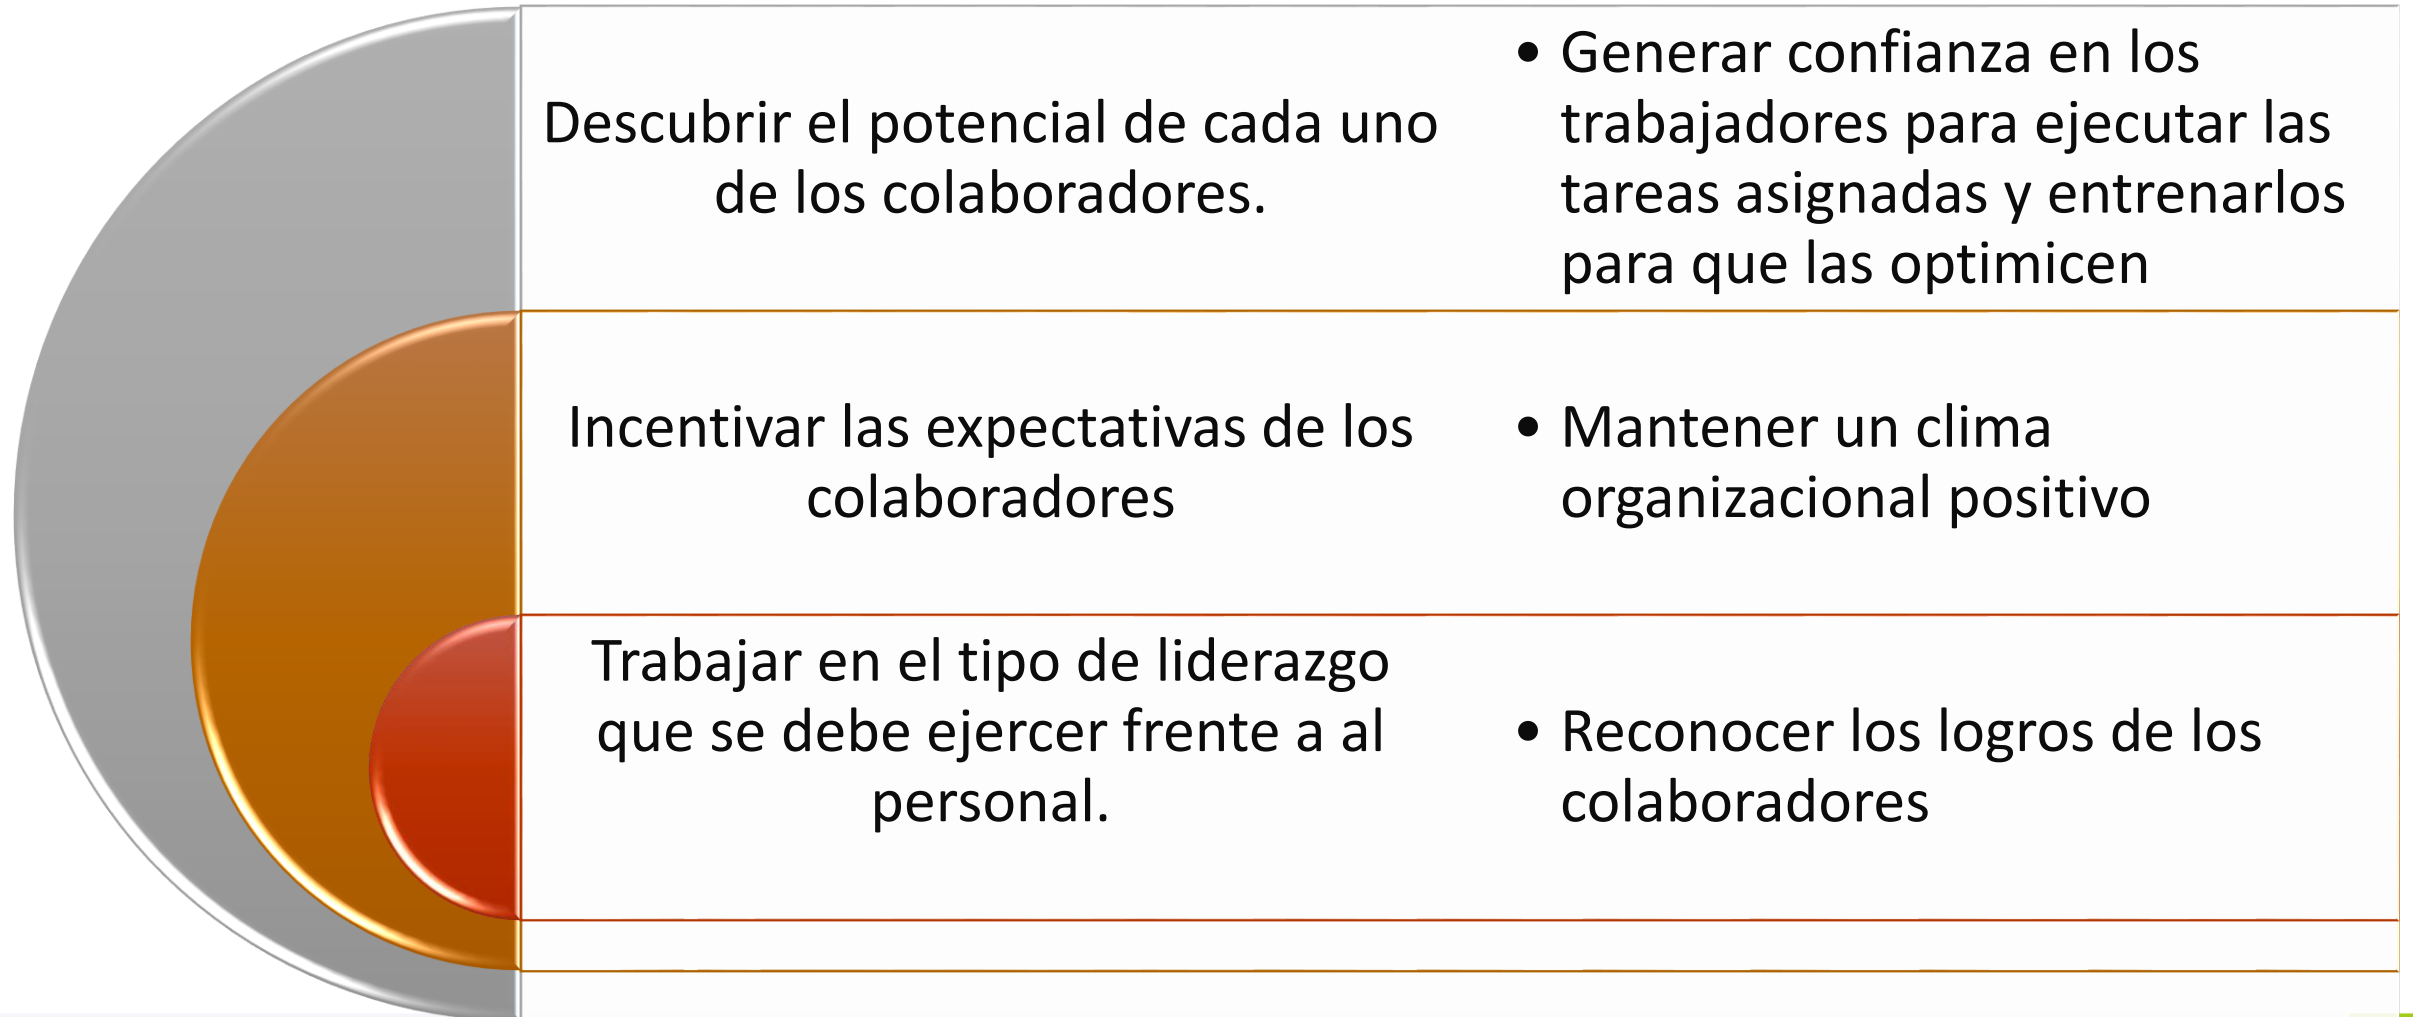 Descubrir el potencial de cada uno
de los colaboradores.
• Generar confianza en los
trabajadores para ejecutar las
tareas asignadas y entrenarlos
para que las optimicen
Incentivar las expectativas de los
colaboradores
• Mantener un clima
organizacional positivo
Trabajar en el tipo de liderazgo
que se debe ejercer frente a al
personal.
• Reconocer los logros de los
colaboradores